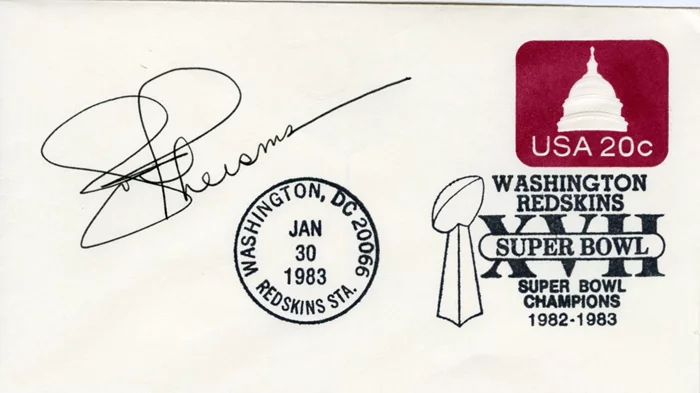 Theismann
USA 20c
WASHINGTON, DC 20066
JAN
30
1983
REDSKINS STA.
WASHINGTON
REDSKINS
XVII
SUPER BOWL
SUPER BOWL
CHAMPIONS
1982-1983